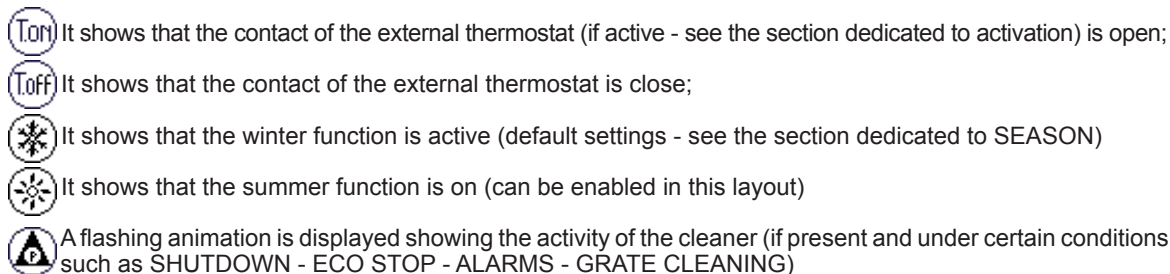 T.on It shows that the contact of the external thermostat (if active - see the section dedicated to activation) is open;
T.off It shows that the contact of the external thermostat is close;
It shows that the winter function is active (default settings - see the section dedicated to SEASON)
It shows that the summer function is on (can be enabled in this layout)
A flashing animation is displayed showing the activity of the cleaner (if present and under certain conditions
such as SHUTDOWN - ECO STOP - ALARMS - GRATE CLEANING)